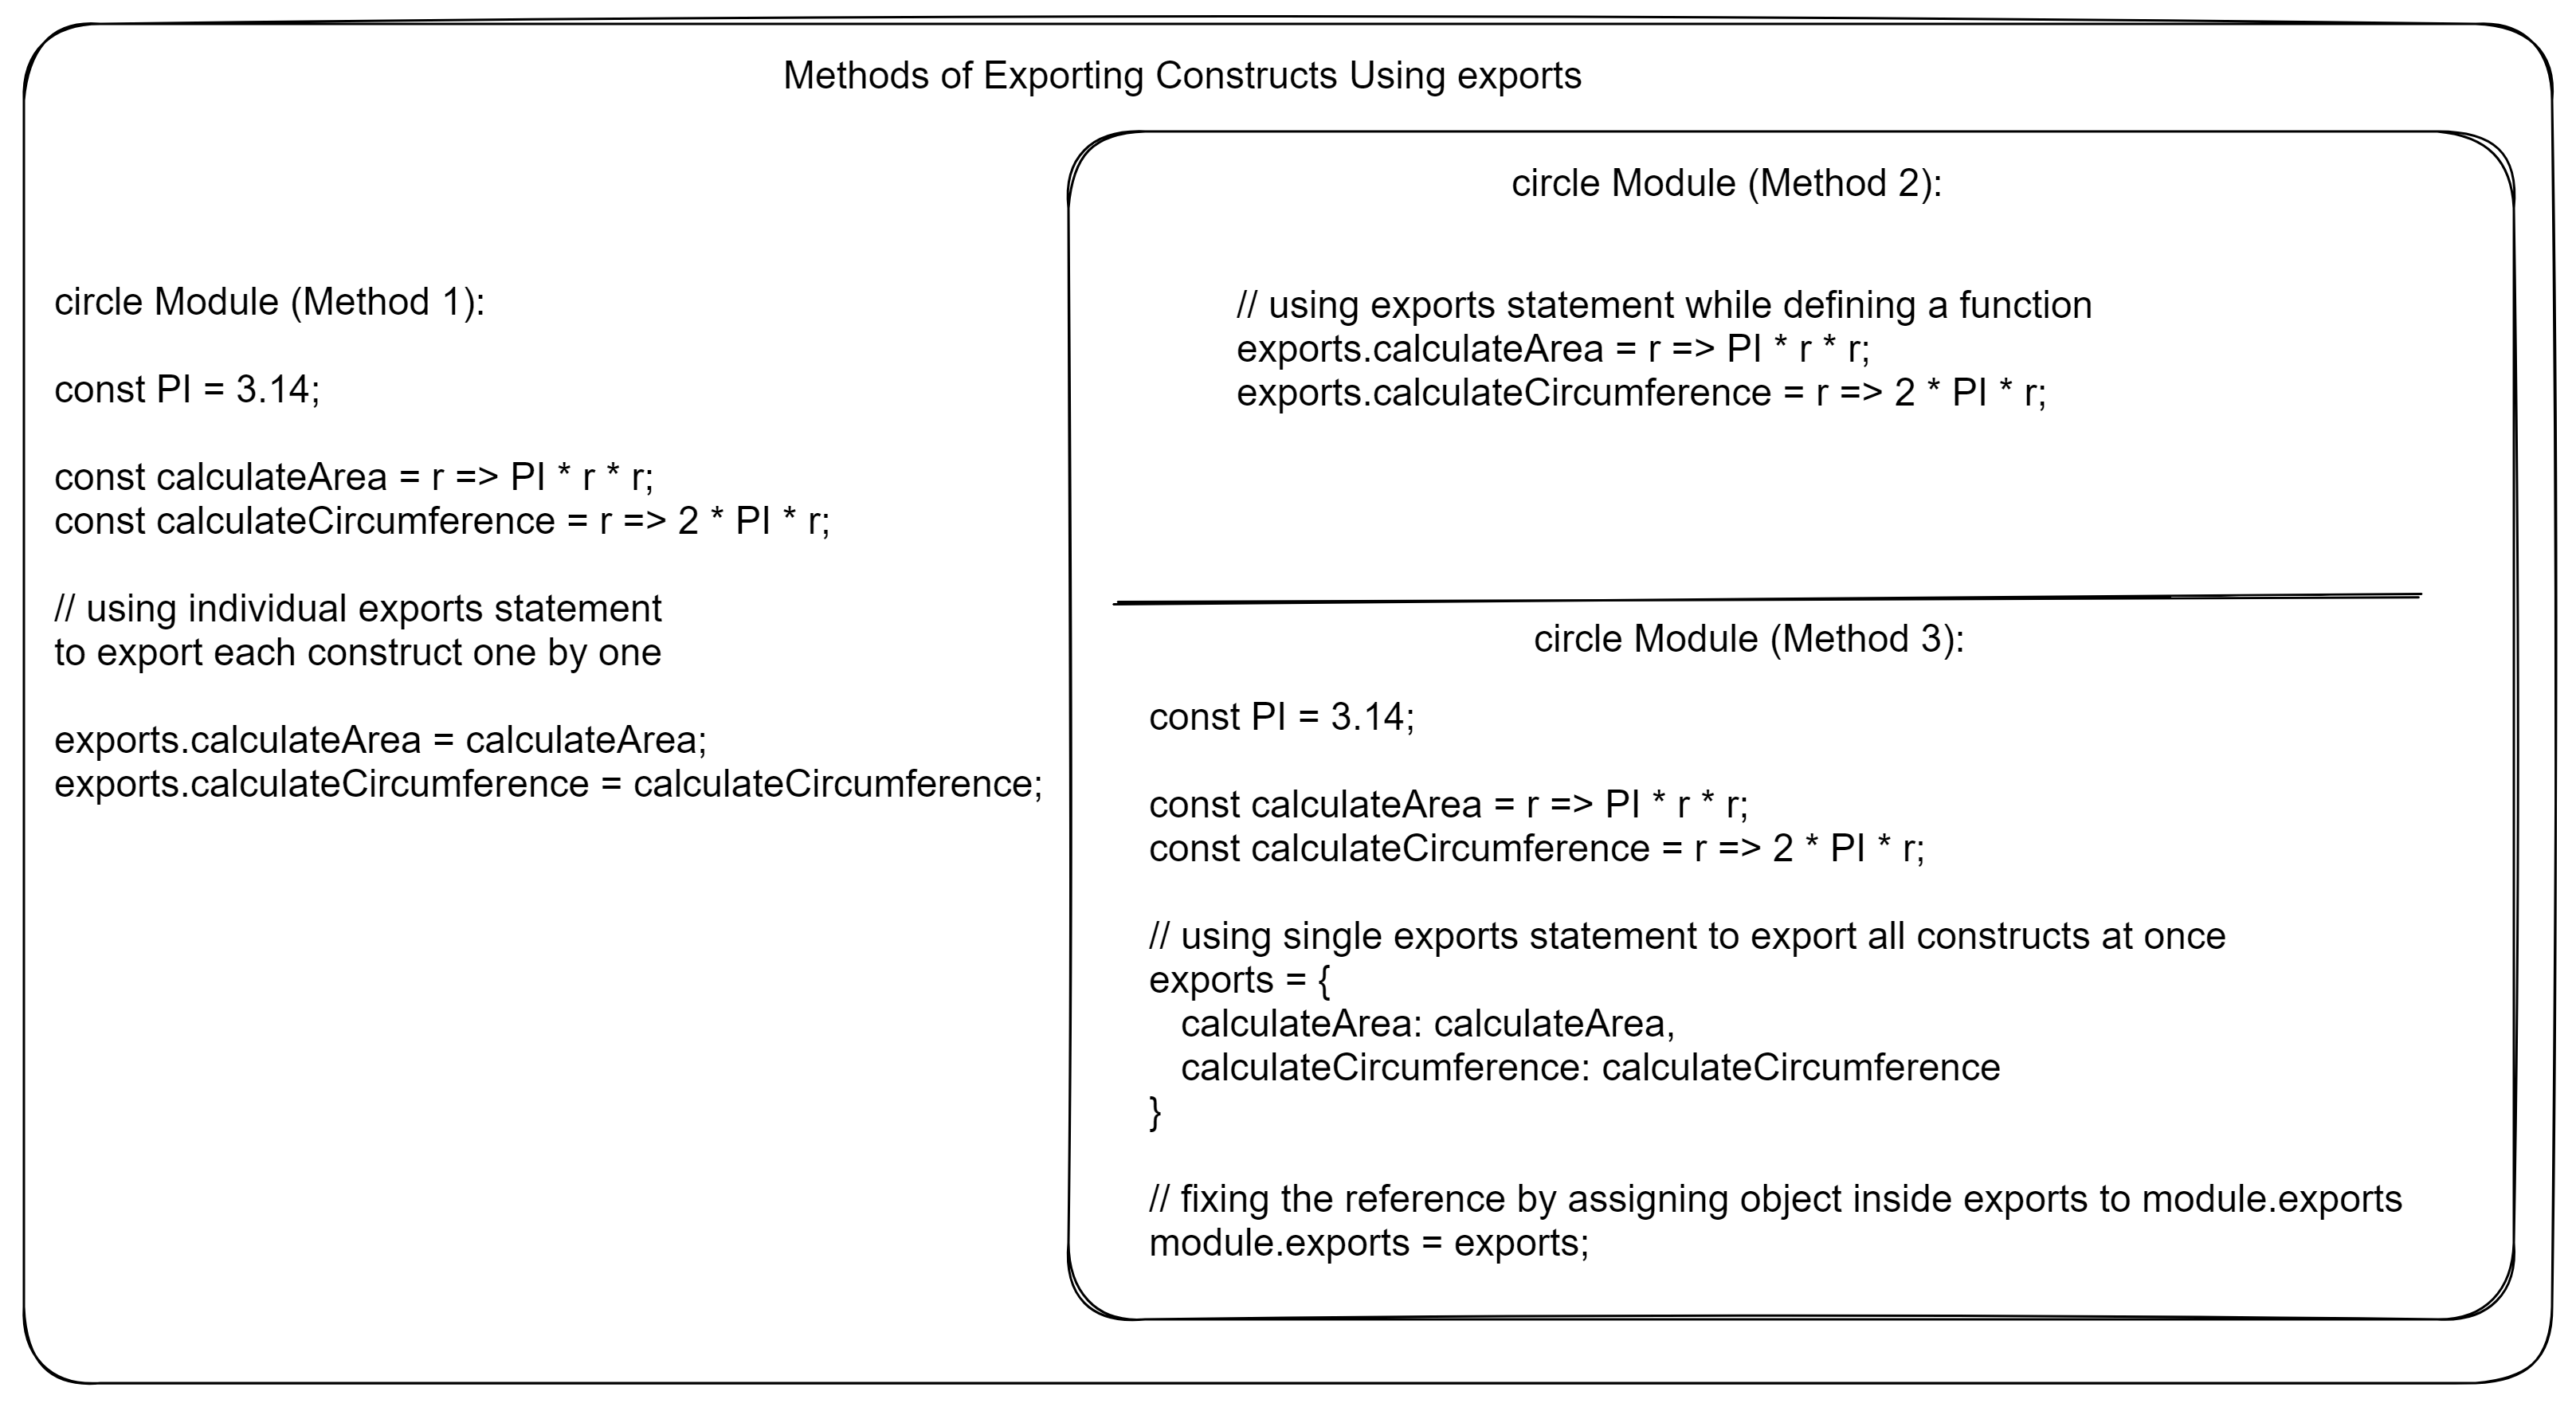 Methods of Exporting Constructs Using exports
circle Module (Method 1):
const PI = 3.14;
const calculateArea = r => PI * r * r;
const calculateCircumference = r => 2 * PI * r;
// using individual exports statement
to export each construct one by one
exports.calculateArea = calculateArea;
exports.calculateCircumference = calculateCircumference;
circle Module (Method 2):
// using exports statement while defining a function
exports.calculateArea = r => PI * r * r;
exports.calculateCircumference = r => 2 * PI * r;
circle Module (Method 3):
const PI = 3.14;
const calculateArea = r => PI * r * r;
const calculateCircumference = r => 2 * PI * r;
// using single exports statement to export all constructs at once
exports = {
calculateArea: calculateArea,
calculateCircumference: calculateCircumference
}
// fixing the reference by assigning object inside exports to module.exports
module.exports = exports;